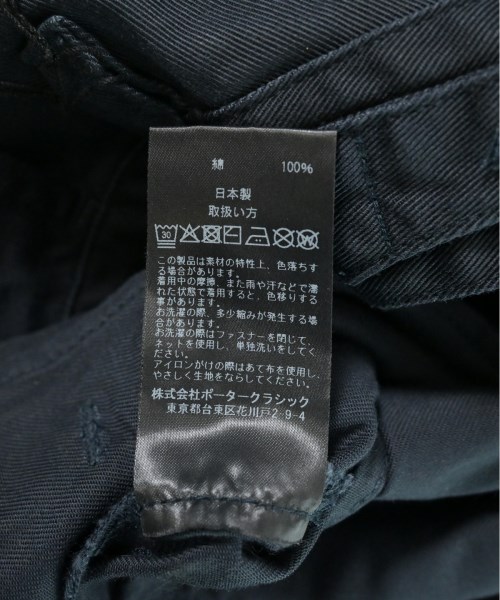 綿 100%
日本製
取扱い方
30
この製品は素材の特性上、色落ちす
る場合があります。
着用中の摩擦、また雨や汗などで濡
れた状態で着用すると、色移りする
事があります。
お洗濯の際、多少縮みが発生する場
合があります。
お洗濯の際はファスナーを閉じて、
ネットを使用し、単独洗いをしてく
ださい。
アイロンがけの際はあて布を使用し、
やさしく生地をならしてください。
株式会社ポータークラシック
東京都台東区花川戸2-9-4